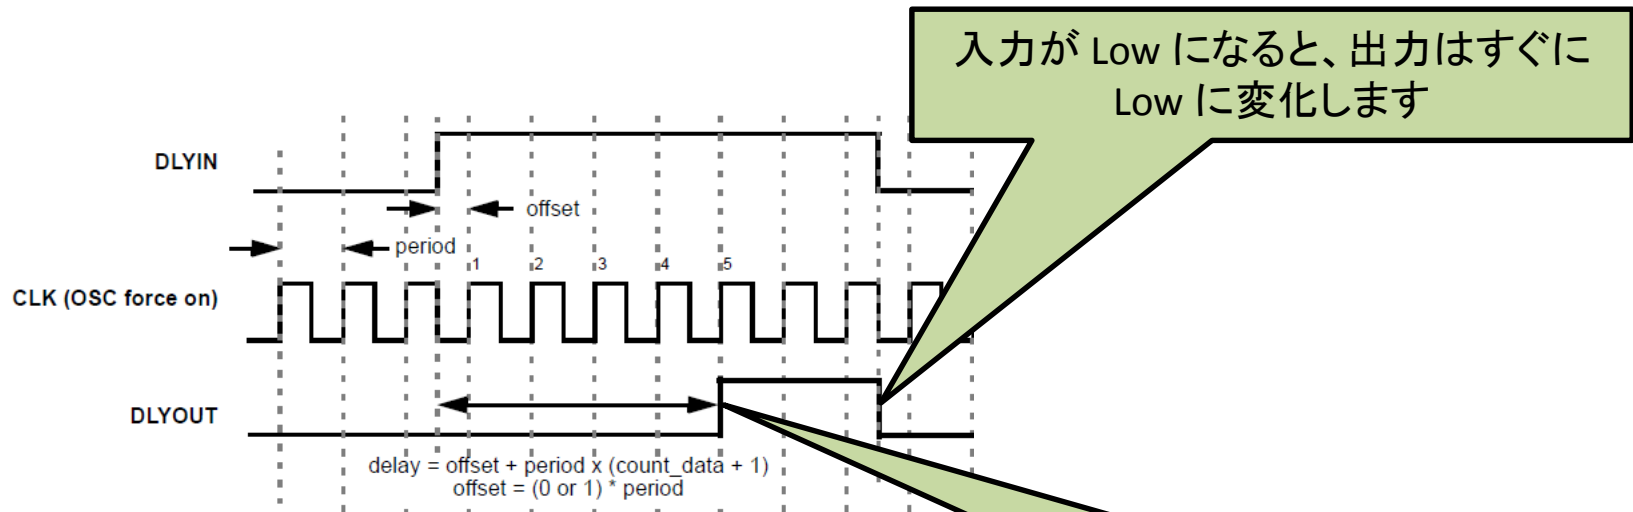 入力が Low になると、出力はすぐに
Low に変化します
DLYIN
offset
period
1 2 3 4 5
CLK (OSC force on)
DLYOUT
delay = offset + period x (count_data + 1)
offset = (0 or 1) * period